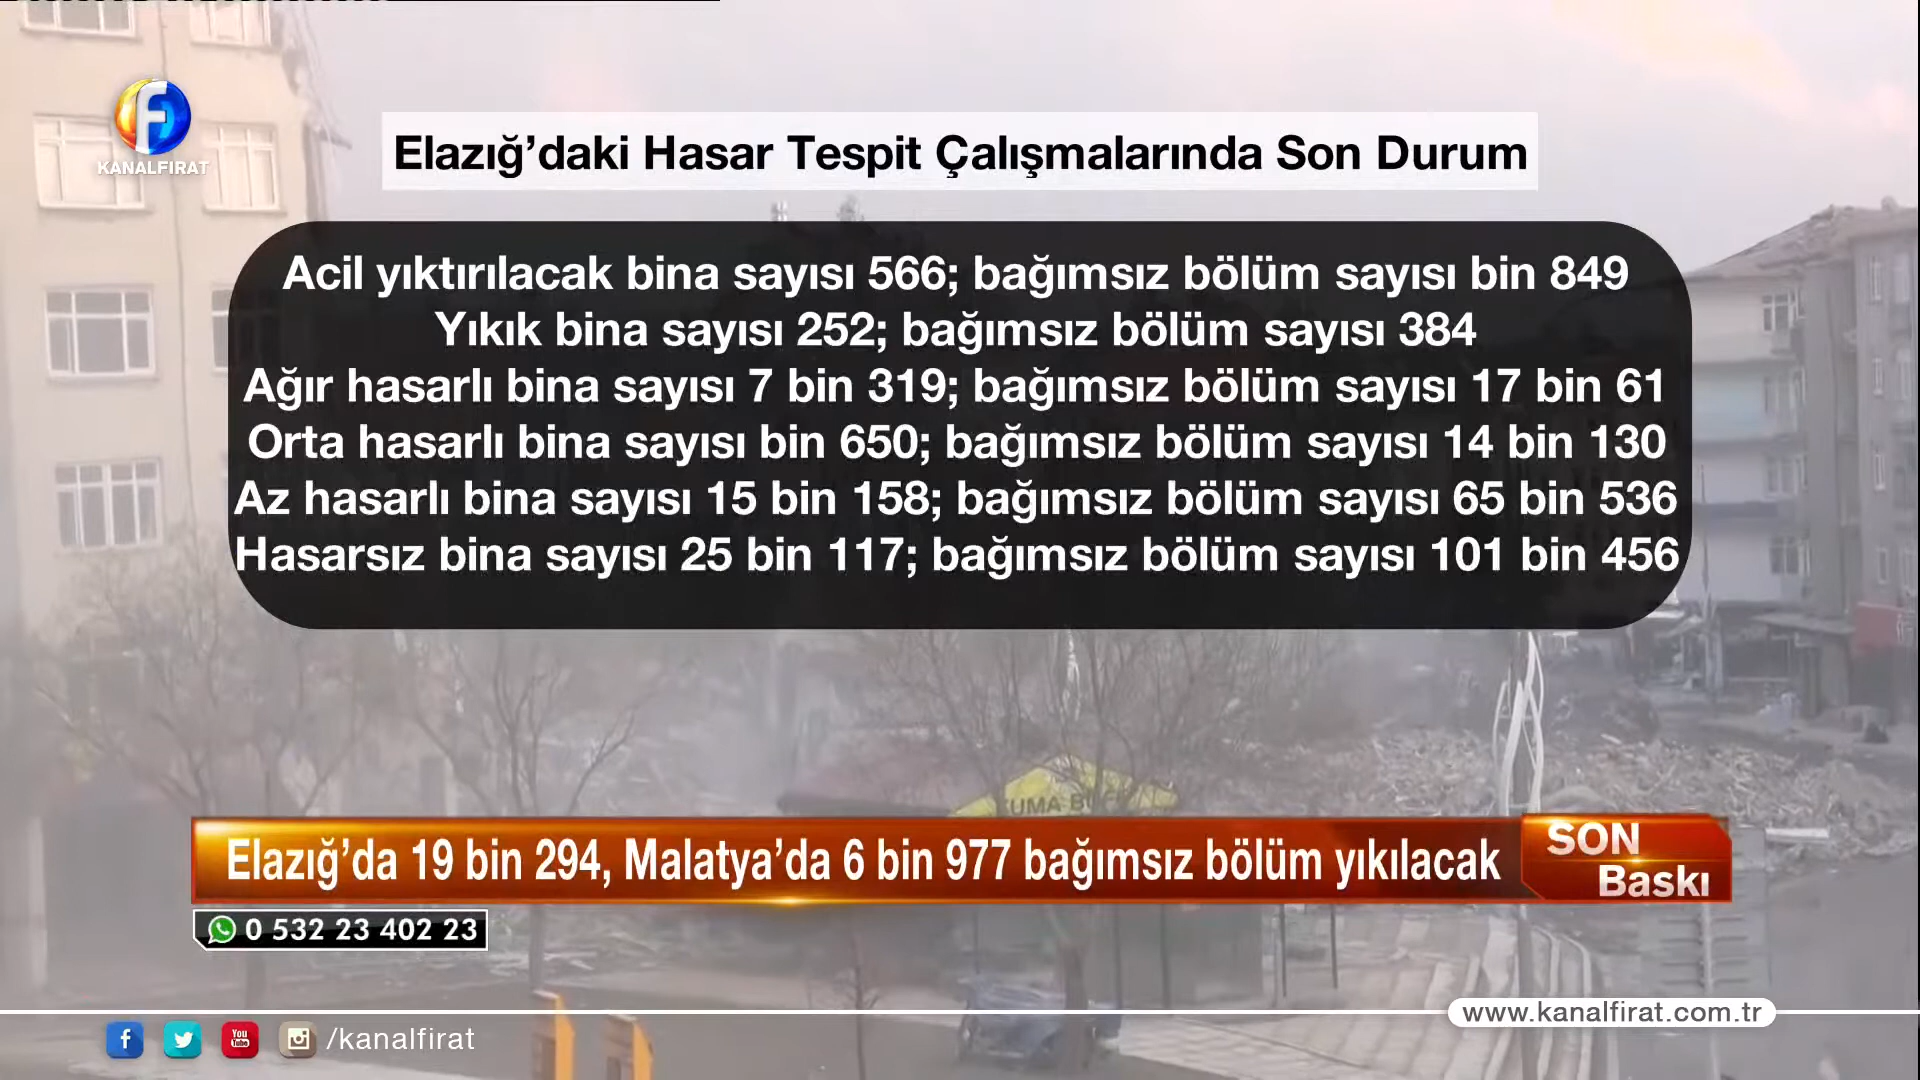 KANALFIRAT
Elazığ’daki Hasar Tespit Çalışmalarında Son Durum
Acil yıktırılacak bina sayısı 566; bağımsız bölüm sayısı bin 849
Yıkık bina sayısı 252; bağımsız bölüm sayısı 384
Ağır hasarlı bina sayısı 7 bin 319; bağımsız bölüm sayısı 17 bin 61
Orta hasarlı bina sayısı bin 650; bağımsız bölüm sayısı 14 bin 130
Az hasarlı bina sayısı 15 bin 158; bağımsız bölüm sayısı 65 bin 536
Hasarsız bina sayısı 25 bin 117; bağımsız bölüm sayısı 101 bin 456
Elazığ’da 19 bin 294, Malatya’da 6 bin 977 bağımsız bölüm yıkılacak
SON
Baskı
0 532 23 402 23
www.kanalfirat.com.tr
You
Tube
/kanalfirat